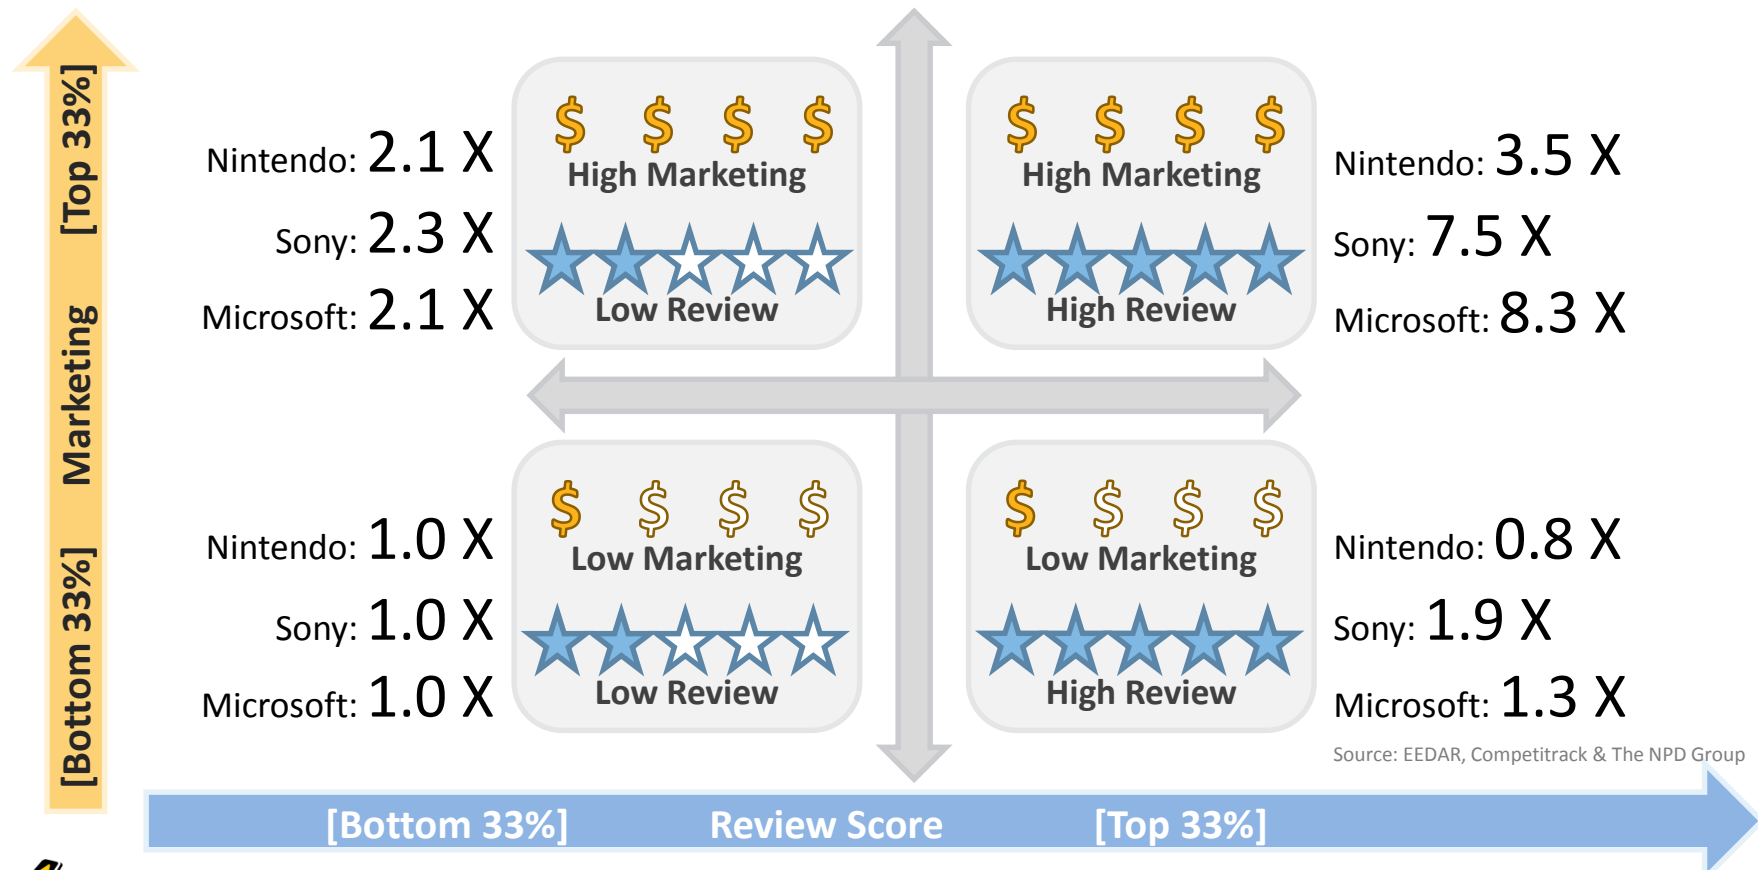 [Top 33%]
Marketing
[Bottom 33%]
Nintendo: 2.1 X
Sony: 2.3 X
Microsoft: 2.1 X
$ $ $ $
High Marketing
Low Review
$ $ $ $
High Marketing
High Review
Nintendo: 3.5 X
Sony: 7.5 X
Microsoft: 8.3 X
Nintendo: 1.0 X
Sony: 1.0 X
Microsoft: 1.0 X
$ $ $ $
Low Marketing
Low Review
$ $ $ $
Low Marketing
High Review
Nintendo: 0.8 X
Sony: 1.9 X
Microsoft: 1.3 X
Source: EEDAR, Competitrack & The NPD Group
[Bottom 33%] Review Score [Top 33%]